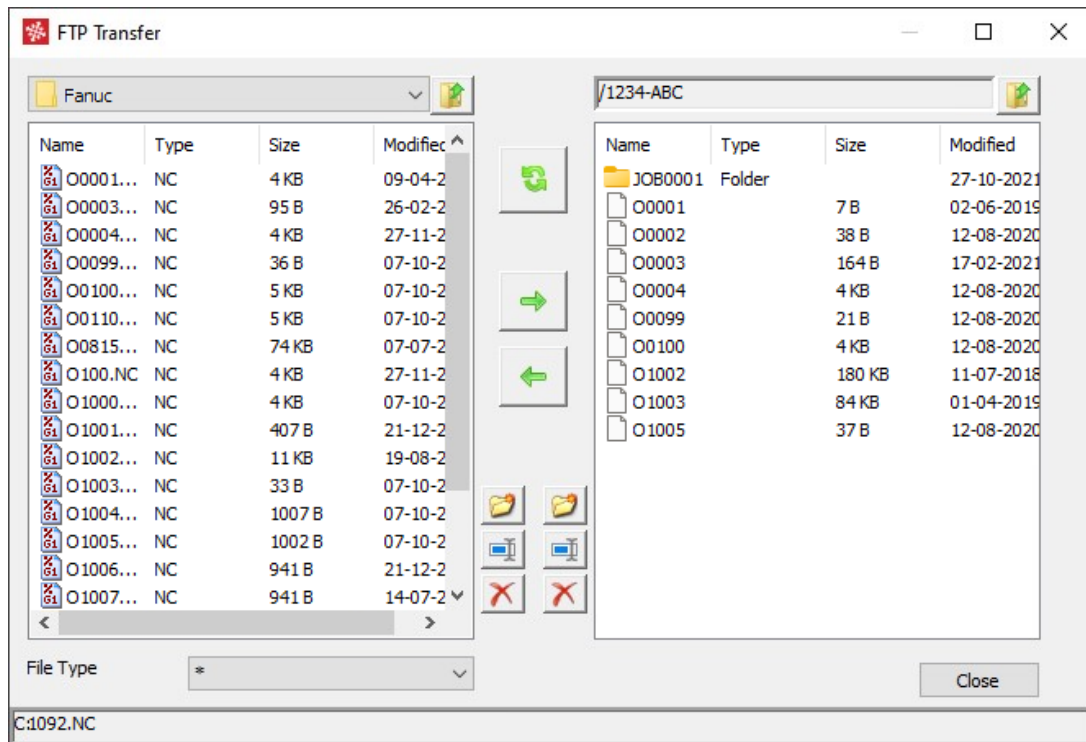 FTP Transfer
Fanuc
/1234-ABC
Name Type Size Modified
O0001... NC 4 KB 09-04-2
O0003... NC 95 B 26-02-2
O0004... NC 4 KB 27-11-2
O0099... NC 36 B 07-10-2
O0100... NC 5 KB 07-10-2
O0110... NC 5 KB 07-10-2
O0815... NC 74 KB 07-07-2
O100.NC NC 4 KB 27-11-2
O1000... NC 4 KB 07-10-2
O1001... NC 407 B 21-12-2
O1002... NC 11 KB 19-08-2
O1003... NC 33 B 07-10-2
O1004... NC 1007 B 07-10-2
O1005... NC 1002 B 07-10-2
O1006... NC 941 B 21-12-2
O1007... NC 941 B 14-07-2
Name Type Size Modified
JOB0001 Folder 27-10-2021
O0001 7 B 02-06-2019
O0002 38 B 12-08-2020
O0003 164 B 17-02-2021
O0004 4 KB 12-08-2020
O0099 21 B 12-08-2020
O0100 4 KB 12-08-2020
O1002 180 KB 11-07-2018
O1003 84 KB 01-04-2019
O1005 37 B 12-08-2020
File Type *
Close
C:1092.NC